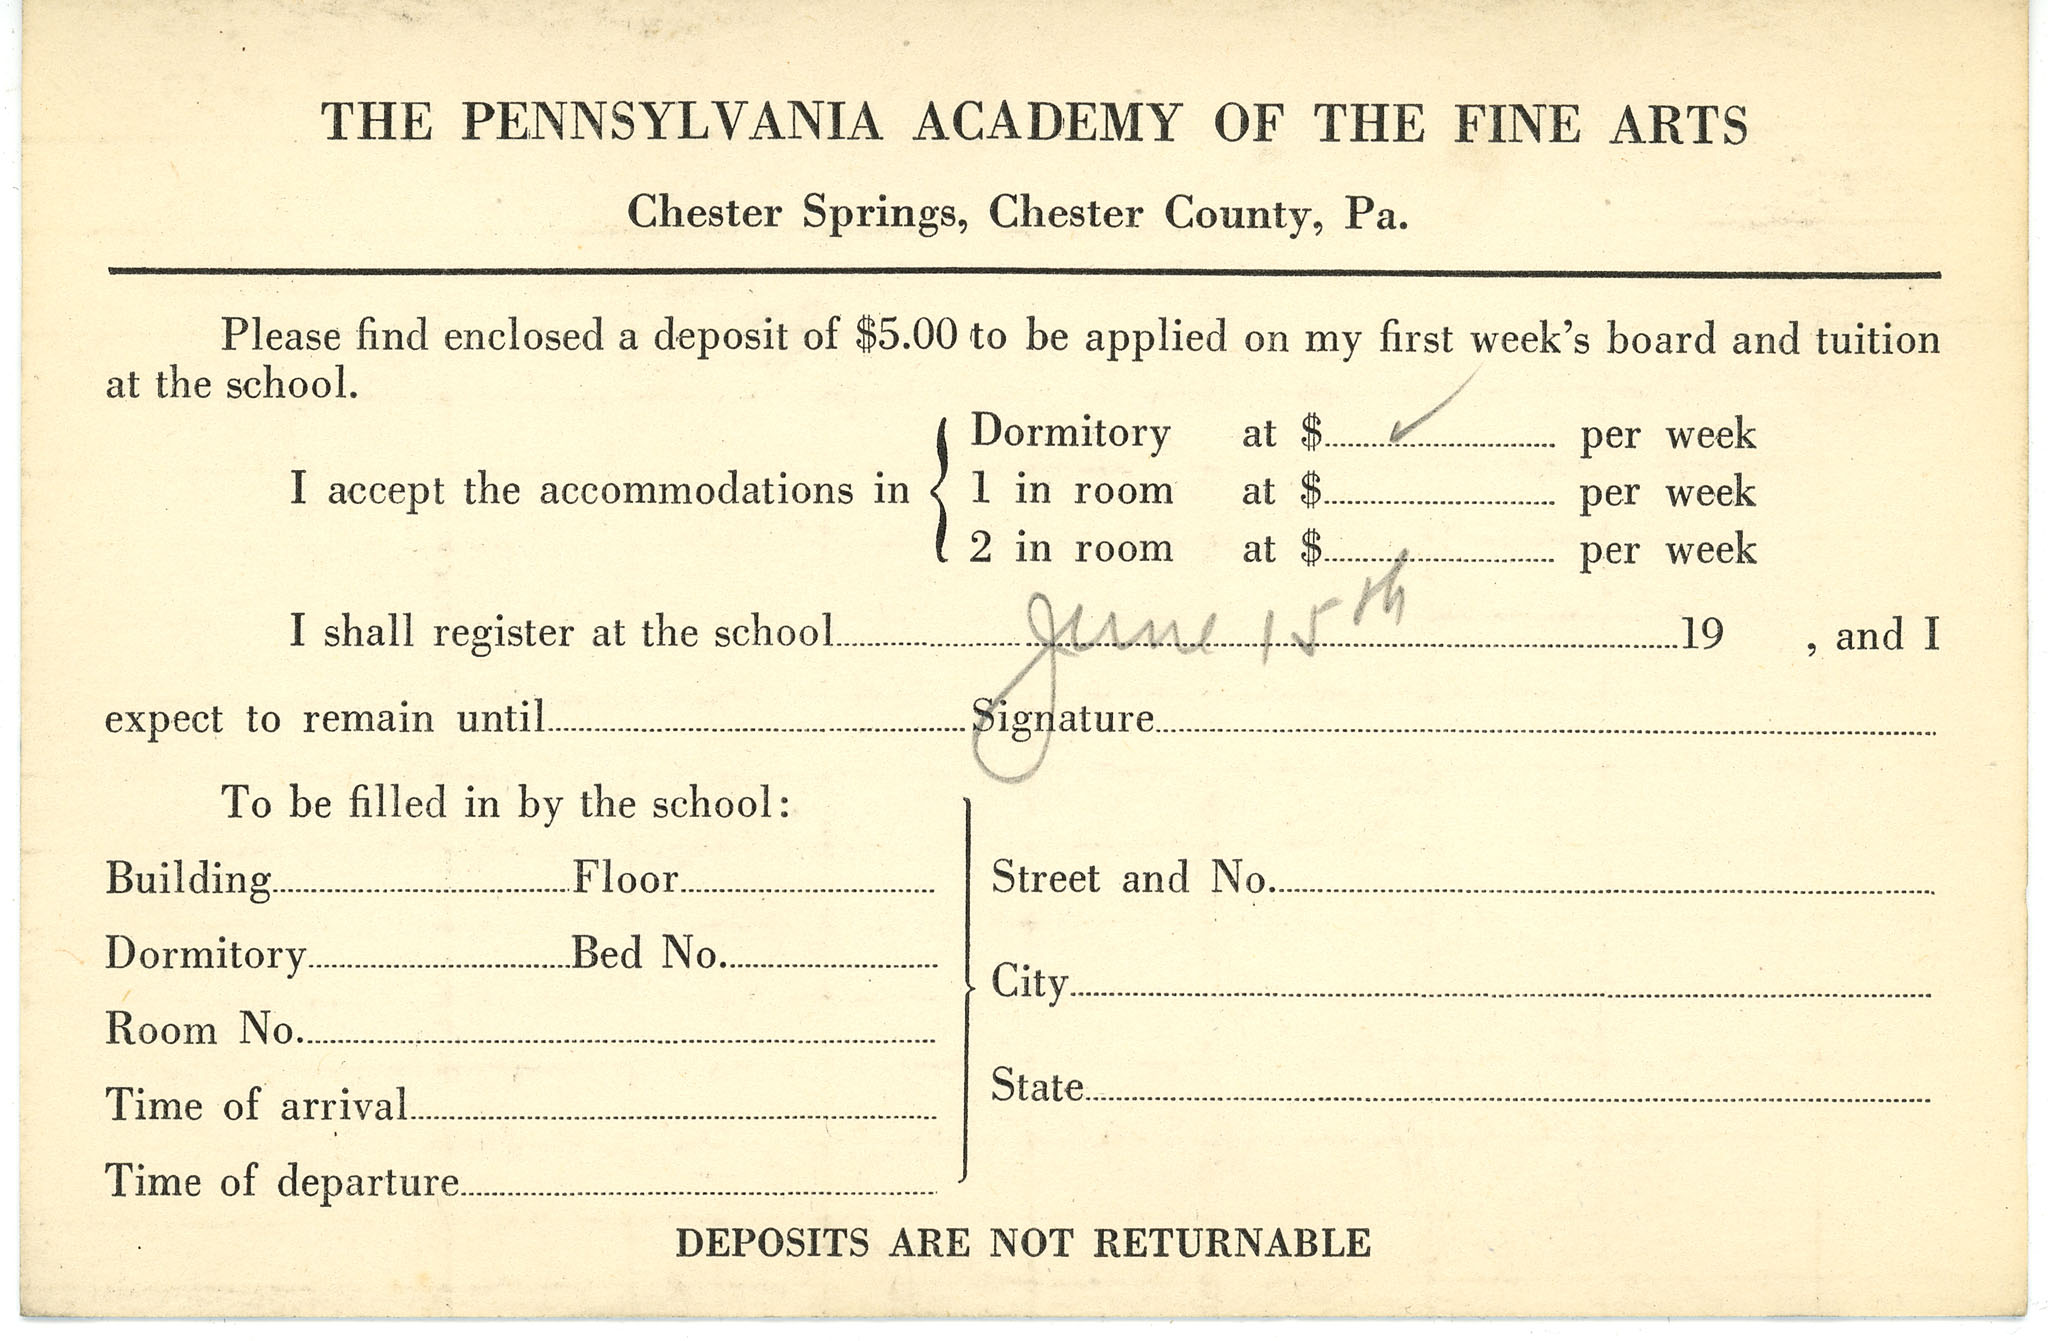 THE PENNSYLVANIA ACADEMY OF THE FINE ARTS
Chester Springs, Chester County, Pa.
Please find enclosed a deposit of $5.00 to be applied on my first week's board and tuition
at the school.
I accept the accommodations in { Dormitory at $ ✓ per week
1 in room at $ per week
2 in room at $ per week
I shall register at the school June 15th 19 , and I
expect to remain until Signature
To be filled in by the school:
Building Floor Street and No.
Dormitory Bed No.
City
Room No.
State
Time of arrival
Time of departure
DEPOSITS ARE NOT RETURNABLE